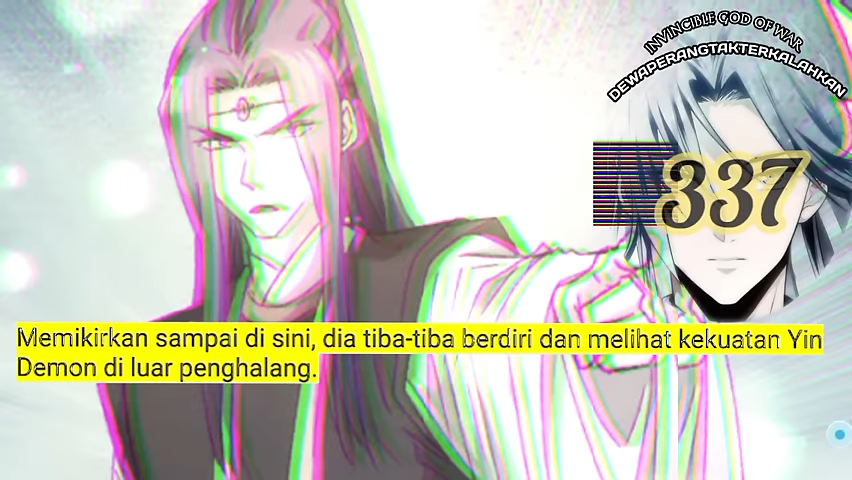 INVINCIBLE GOD OF WAR
DEWAPERANGTAKTERKALAHKAN
337
Memikirkan sampai di sini, dia tiba-tiba berdiri dan melihat kekuatan Yin
Demon di luar penghalang.